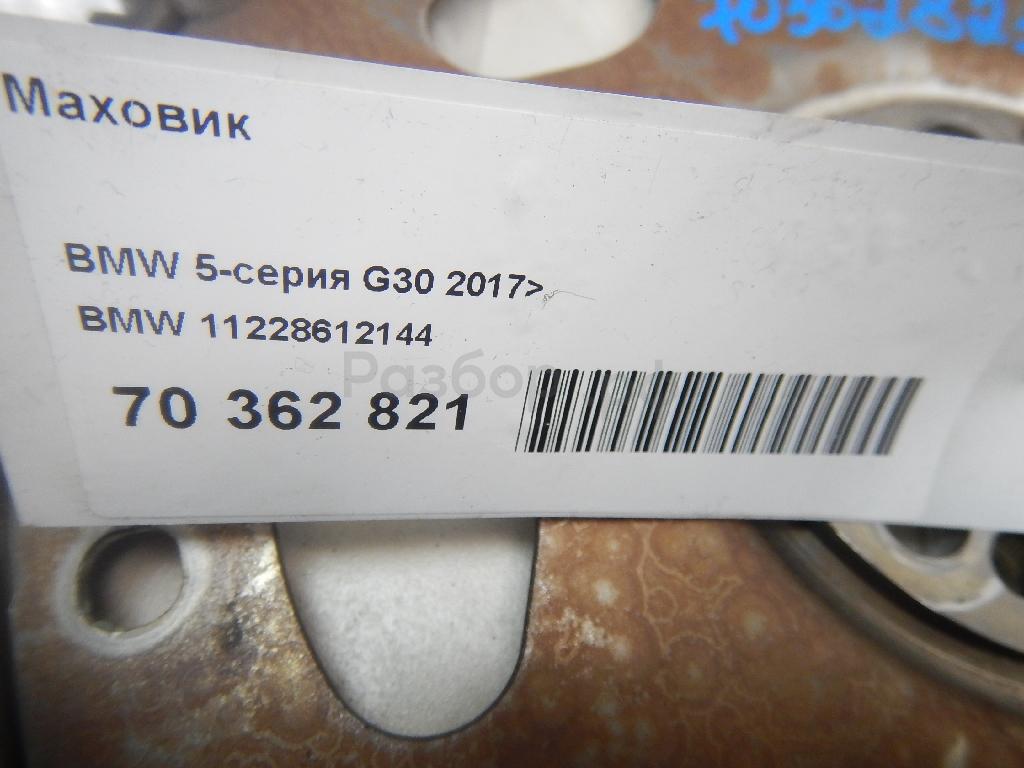 Маховик
BMW 5-серия G30 2017>
BMW 11228612144
70 362 821